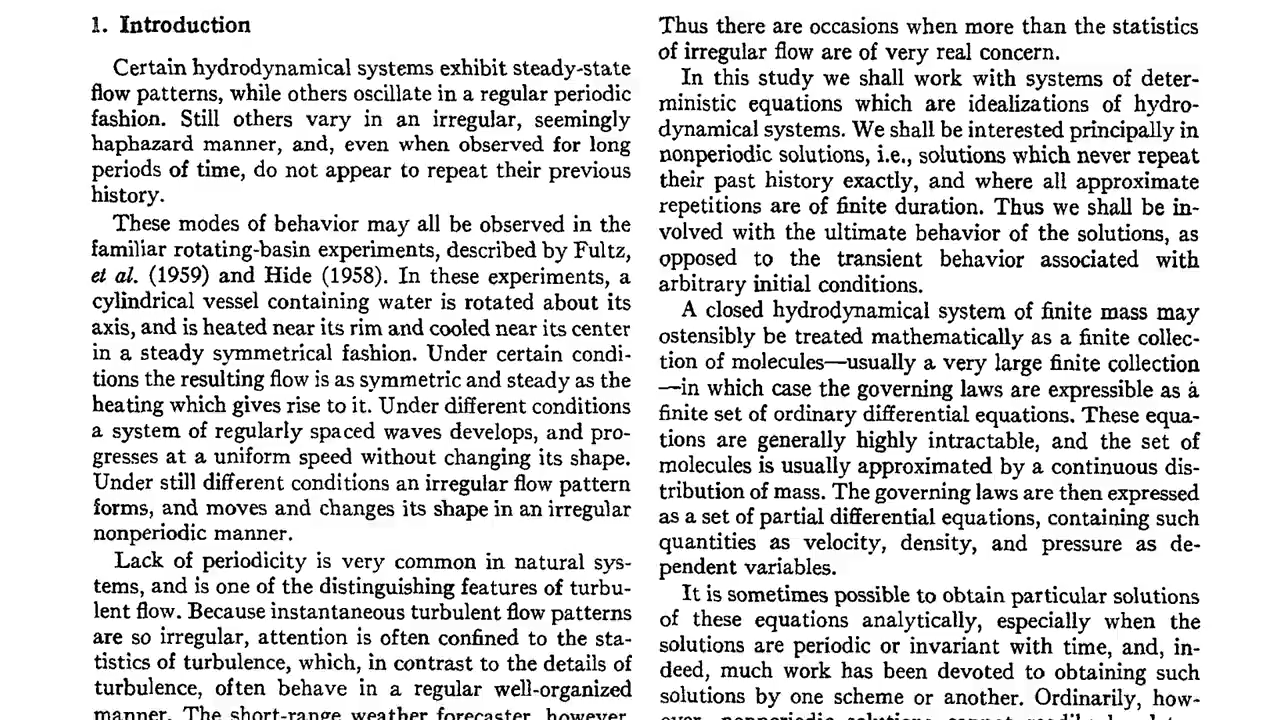 1. Introduction
Certain hydrodynamical systems exhibit steady-state
flow patterns, while others oscillate in a regular periodic
fashion. Still others vary in an irregular, seemingly
haphazard manner, and, even when observed for long
periods of time, do not appear to repeat their previous
history.
These modes of behavior may all be observed in the
familiar rotating-basin experiments, described by Fultz,
et al. (1959) and Hide (1958). In these experiments, a
cylindrical vessel containing water is rotated about its
axis, and is heated near its rim and cooled near its center
in a steady symmetrical fashion. Under certain condi-
tions the resulting flow is as symmetric and steady as the
heating which gives rise to it. Under different conditions
a system of regularly spaced waves develops, and pro-
gresses at a uniform speed without changing its shape.
Under still different conditions an irregular flow pattern
forms, and moves and changes its shape in an irregular
nonperiodic manner.
Lack of periodicity is very common in natural sys-
tems, and is one of the distinguishing features of turbu-
lent flow. Because instantaneous turbulent flow patterns
are so irregular, attention is often confined to the sta-
tistics of turbulence, which, in contrast to the details of
turbulence, often behave in a regular well-organized
manner. The short-range weather forecaster, however,
Thus there are occasions when more than the statistics
of irregular flow are of very real concern.
In this study we shall work with systems of deter-
ministic equations which are idealizations of hydro-
dynamical systems. We shall be interested principally in
nonperiodic solutions, i.e., solutions which never repeat
their past history exactly, and where all approximate
repetitions are of finite duration. Thus we shall be in-
volved with the ultimate behavior of the solutions, as
opposed to the transient behavior associated with
arbitrary initial conditions.
A closed hydrodynamical system of finite mass may
ostensibly be treated mathematically as a finite collec-
tion of molecules—usually a very large finite collection
—in which case the governing laws are expressible as a
finite set of ordinary differential equations. These equa-
tions are generally highly intractable, and the set of
molecules is usually approximated by a continuous dis-
tribution of mass. The governing laws are then expressed
as a set of partial differential equations, containing such
quantities as velocity, density, and pressure as de-
pendent variables.
It is sometimes possible to obtain particular solutions
of these equations analytically, especially when the
solutions are periodic or invariant with time, and, in-
deed, much work has been devoted to obtaining such
solutions by one scheme or another. Ordinarily, how-